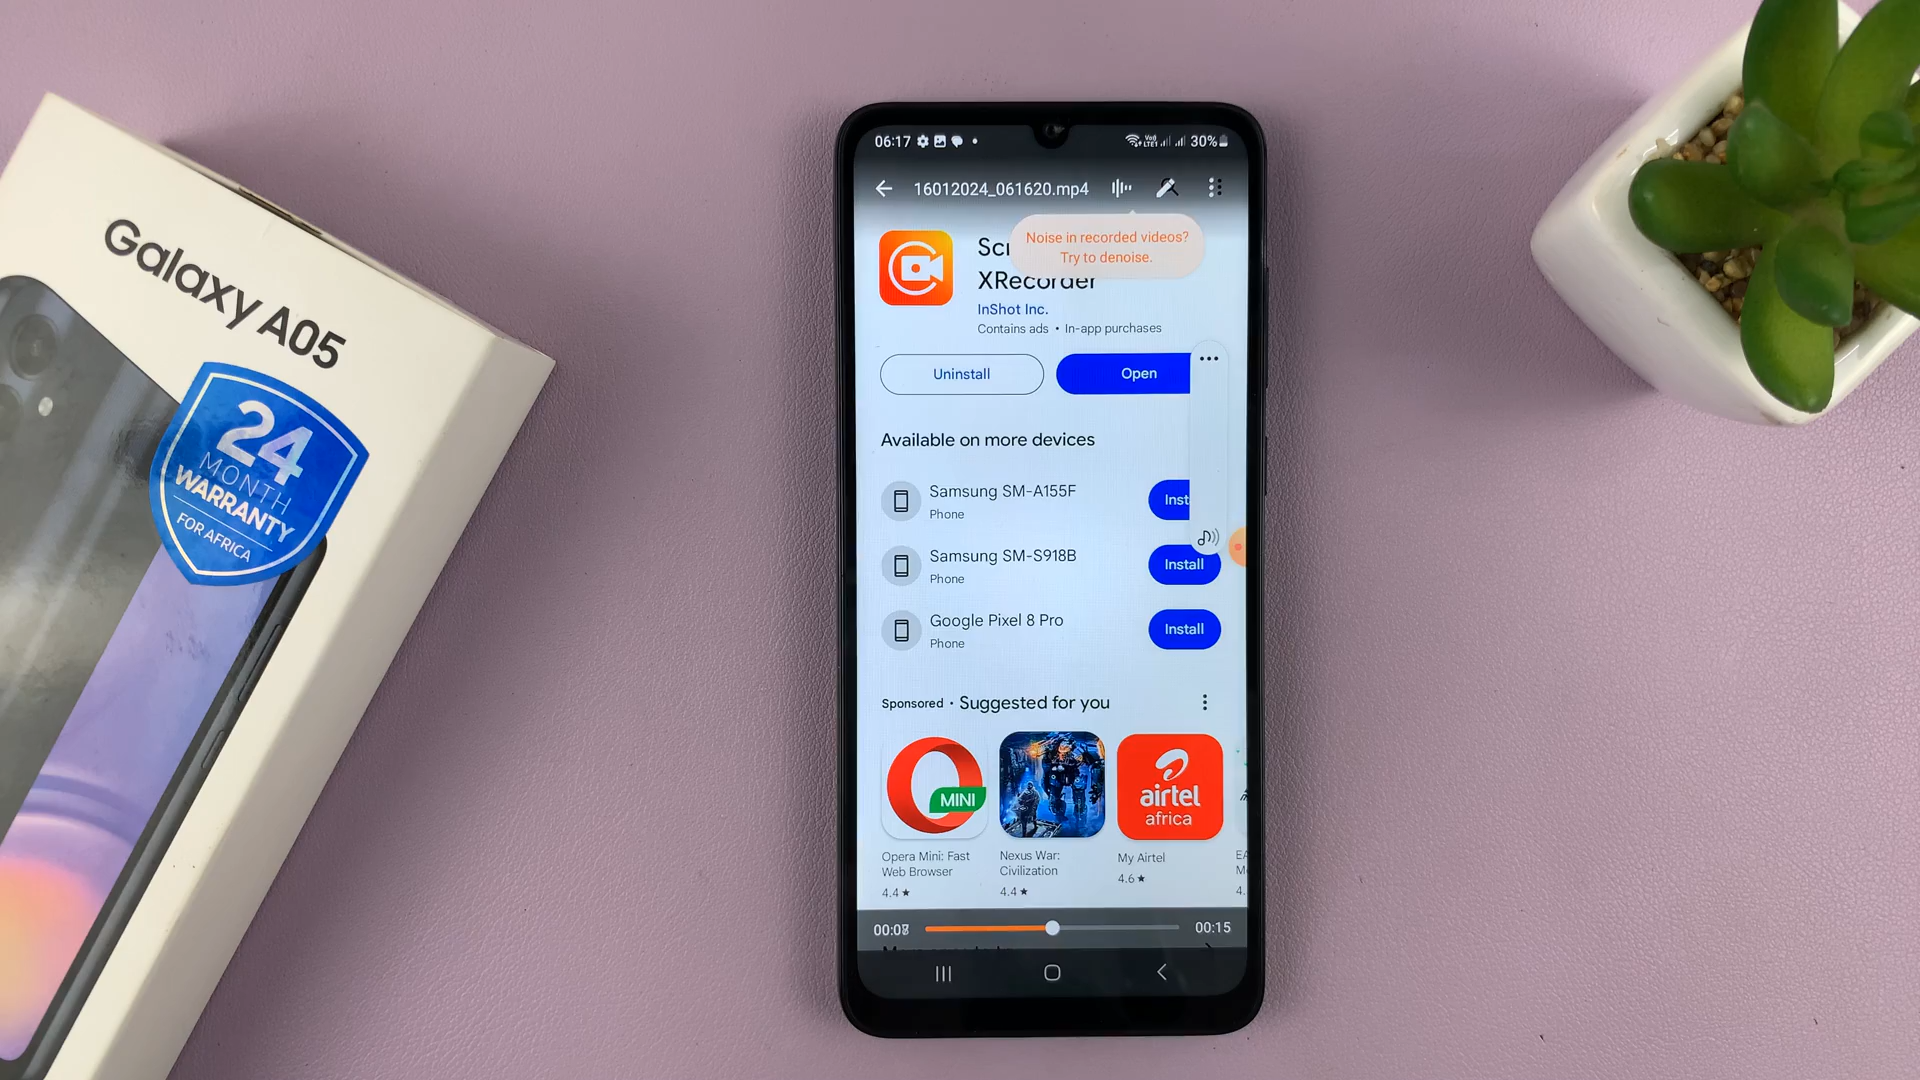 Galaxy A05
24
MONTH
WARRANTY
FOR AFRICA
06:17
30%
16012024_061620.mp4
Noise in recorded videos?
Try to denoise.
XRecorder
InShot Inc.
Contains ads • In-app purchases
Uninstall
Open
Available on more devices
Samsung SM-A155F
Phone
Inst
Samsung SM-S918B
Phone
Install
Google Pixel 8 Pro
Phone
Install
Sponsored • Suggested for you
MINI
airtel
africa
Opera Mini: Fast
Web Browser
4.4★
Nexus War:
Civilization
4.4★
My Airtel
4.6★
00:15